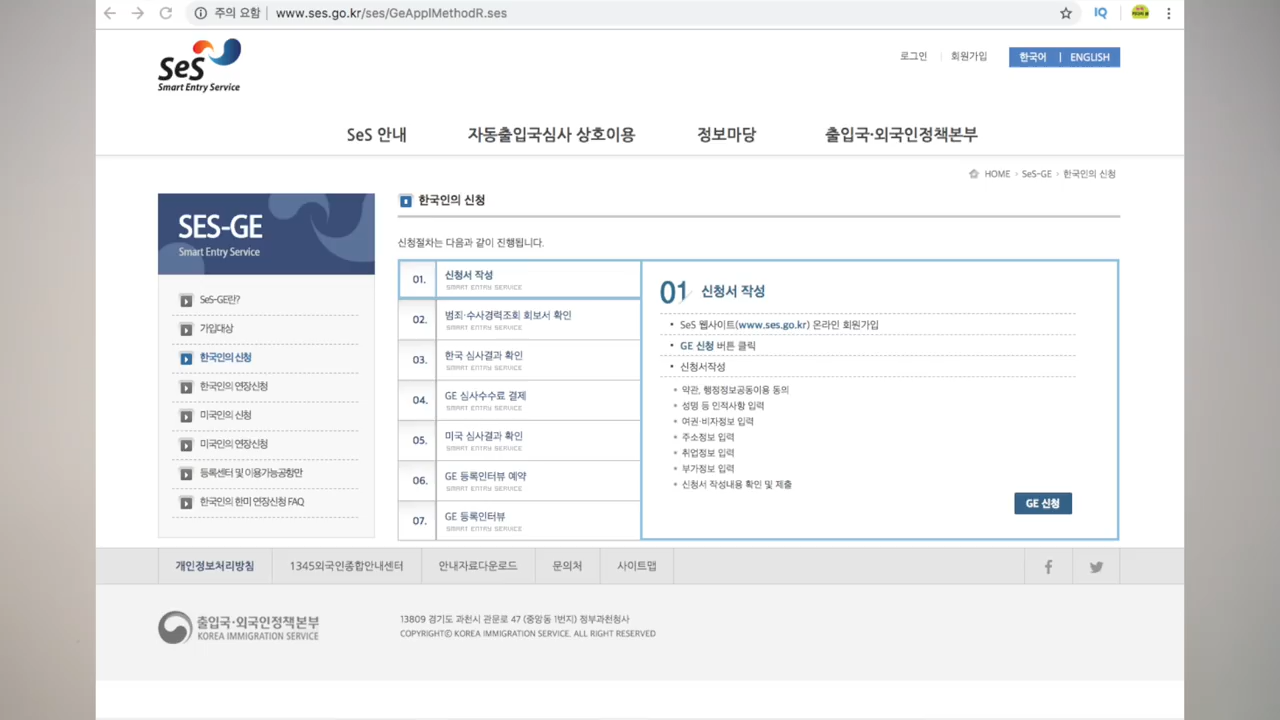 주의 요함 | www.ses.go.kr/ses/GeApplMethodR.ses
IQ
SeS
Smart Entry Service
로그인
회원가입
한국어 | ENGLISH
SeS 안내
자동출입국심사 상호이용
정보마당
출입국·외국인정책본부
HOME > SeS-GE > 한국인의 신청
SES-GE
Smart Entry Service
SeS-GE란?
가입대상
한국인의 신청
한국인의 연장신청
미국인의 신청
미국인의 연장신청
등록센터 및 이용가능공항만
한국인의 한미 연장신청 FAQ
한국인의 신청
신청절차는 다음과 같이 진행됩니다.
01. 신청서 작성
SMART ENTRY SERVICE
02. 범죄·수사경력조회 회보서 확인
SMART ENTRY SERVICE
03. 한국 심사결과 확인
SMART ENTRY SERVICE
04. GE 심사수수료 결제
SMART ENTRY SERVICE
05. 미국 심사결과 확인
SMART ENTRY SERVICE
06. GE 등록인터뷰 예약
SMART ENTRY SERVICE
07. GE 등록인터뷰
SMART ENTRY SERVICE
01 신청서 작성
• SeS 웹사이트(www.ses.go.kr) 온라인 회원가입
• GE 신청 버튼 클릭
• 신청서작성
약관, 행정정보공동이용 동의
성명 등 인적사항 입력
여권·비자정보 입력
주소정보 입력
취업정보 입력
부가정보 입력
신청서 작성내용 확인 및 제출
GE 신청
개인정보처리방침
1345외국인종합안내센터
안내자료다운로드
문의처
사이트맵
출입국·외국인정책본부
KOREA IMMIGRATION SERVICE
13809 경기도 과천시 관문로 47 (중앙동 1번지) 정부과천청사
COPYRIGHT© KOREA IMMIGRATION SERVICE. ALL RIGHT RESERVED